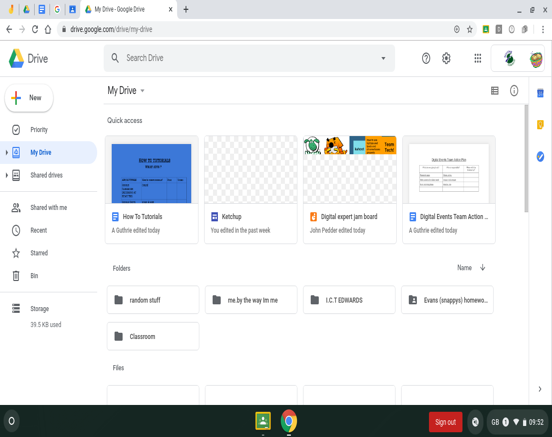 My Drive - Google Drive
drive.google.com/drive/my-drive
Drive
Search Drive
New
My Drive
Priority
Quick access
My Drive
HOW TO TUTORIALS
Team
Tech!
Shared drives
How To Tutorials
Ketchup
Digital expert jam board
Digital Events Team Action ...
Shared with me
A Guthrie edited today
You edited in the past week
John Pedder edited today
A Guthrie edited today
Recent
Starred
Bin
Folders
Name
random stuff
me.by the way Im me
I.C.T EDWARDS
Evans (snappys) homewo...
Storage
39.5 KB used
Classroom
Files
Sign out
GB
09:52